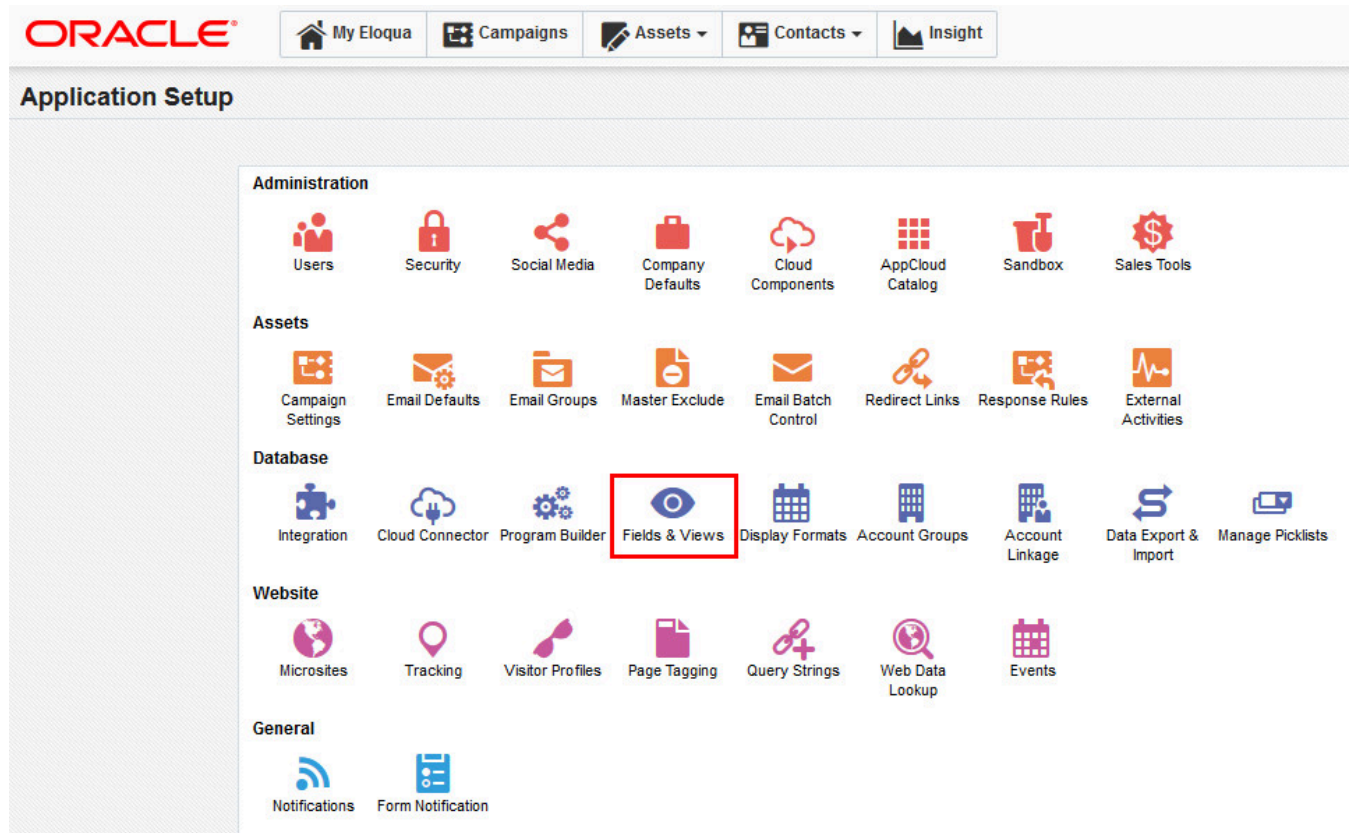 ORACLE®
My Eloqua Campaigns Assets Contacts Insight
Application Setup
Administration
Users Security Social Media Company Defaults Cloud Components AppCloud Catalog Sandbox Sales Tools
Assets
Campaign Settings Email Defaults Email Groups Master Exclude Email Batch Control Redirect Links Response Rules External Activities
Database
Integration Cloud Connector Program Builder Fields & Views Display Formats Account Groups Account Linkage Data Export & Import Manage Picklists
Website
Microsites Tracking Visitor Profiles Page Tagging Query Strings Web Data Lookup Events
General
Notifications Form Notification